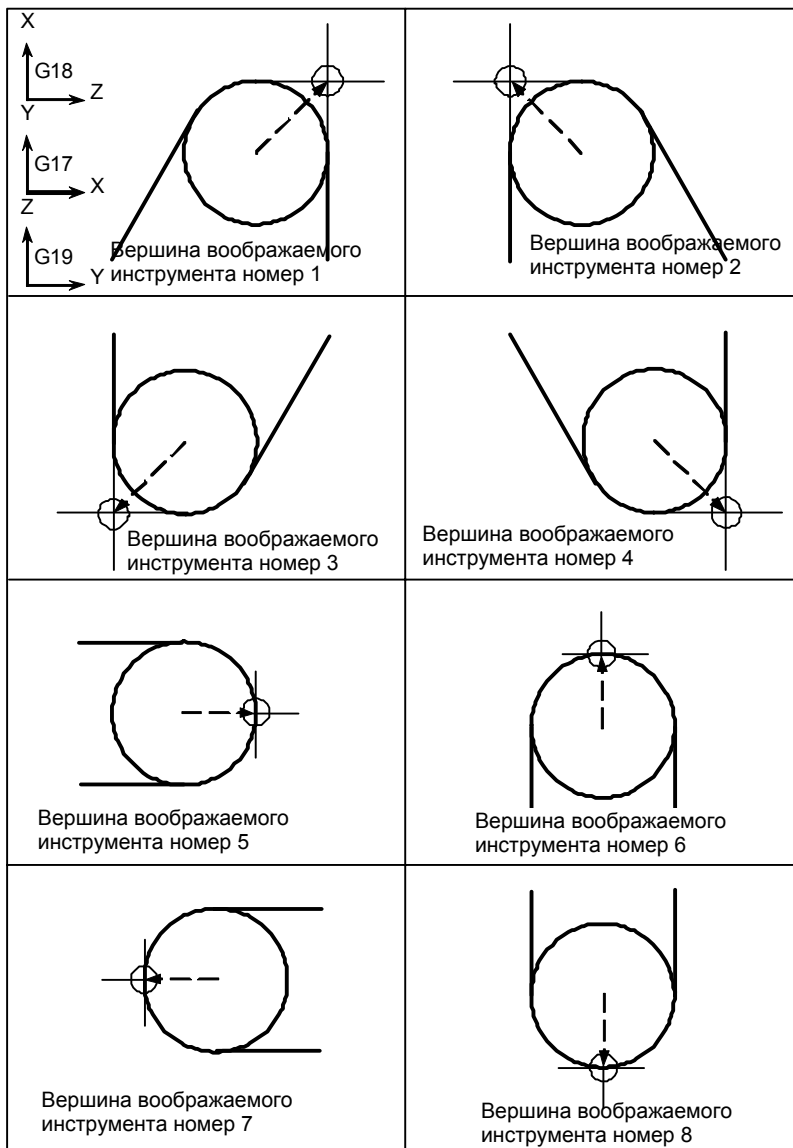 X
G18
Z
Y
G17
X
Z
G19
Y
Вершина воображаемого
инструмента номер 1
Вершина воображаемого
инструмента номер 2
Вершина воображаемого
инструмента номер 3
Вершина воображаемого
инструмента номер 4
Вершина воображаемого
инструмента номер 5
Вершина воображаемого
инструмента номер 6
Вершина воображаемого
инструмента номер 7
Вершина воображаемого
инструмента номер 8